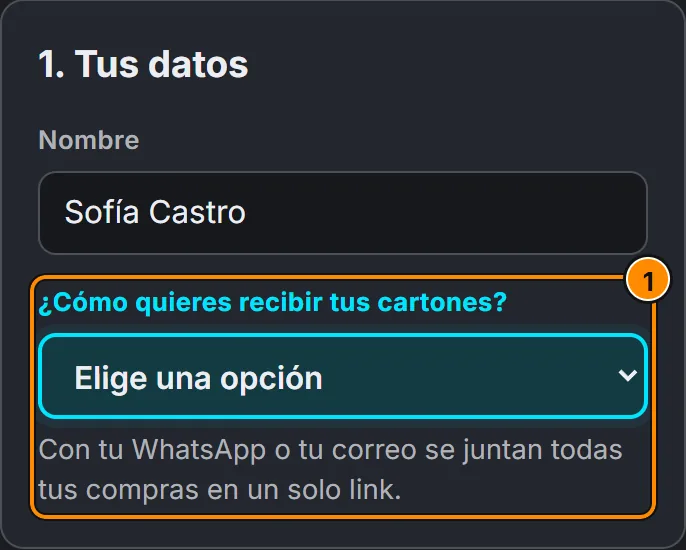 1. Tus datos
Nombre
Sofía Castro
1
¿Cómo quieres recibir tus cartones?
Elige una opción
Con tu WhatsApp o tu correo se juntan todas
tus compras en un solo link.